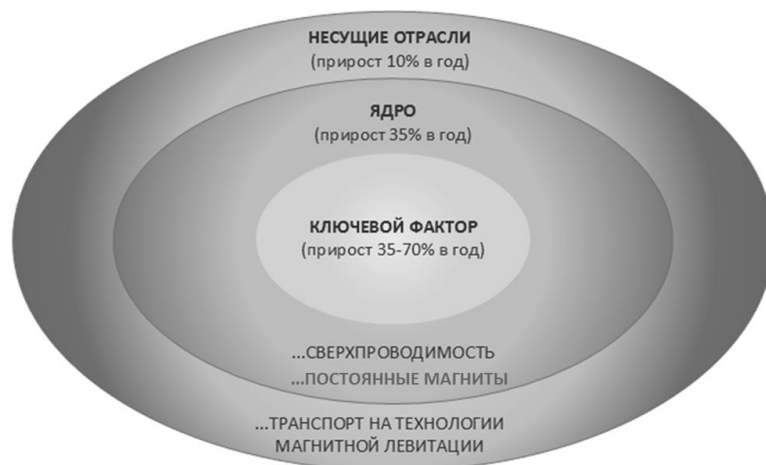 НЕСУЩИЕ ОТРАСЛИ
(прирост 10% в год)
ЯДРО
(прирост 35% в год)
КЛЮЧЕВОЙ ФАКТОР
(прирост 35-70% в год)
...СВЕРХПРОВОДИМОСТЬ
...ПОСТОЯННЫЕ МАГНИТЫ
...ТРАНСПОРТ НА ТЕХНОЛОГИИ
МАГНИТНОЙ ЛЕВИТАЦИИ